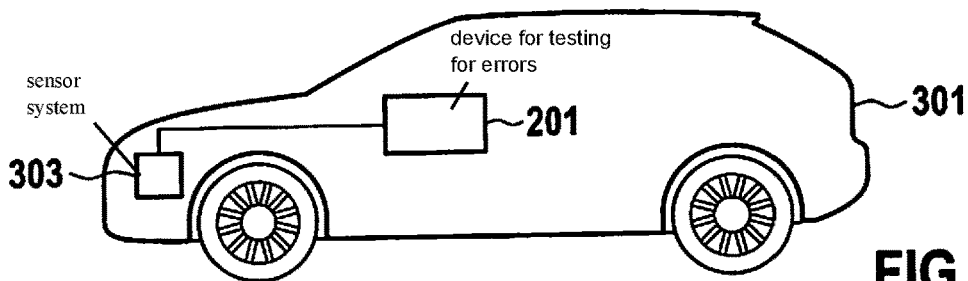 device for testing
for errors
sensor
system
301
201
303
FIG